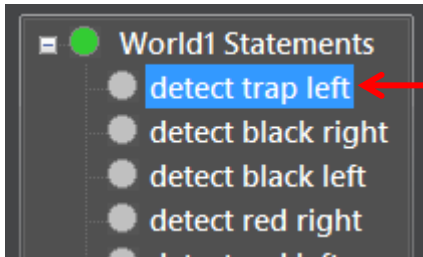 World1 Statements
detect trap left
detect black right
detect black left
detect red right